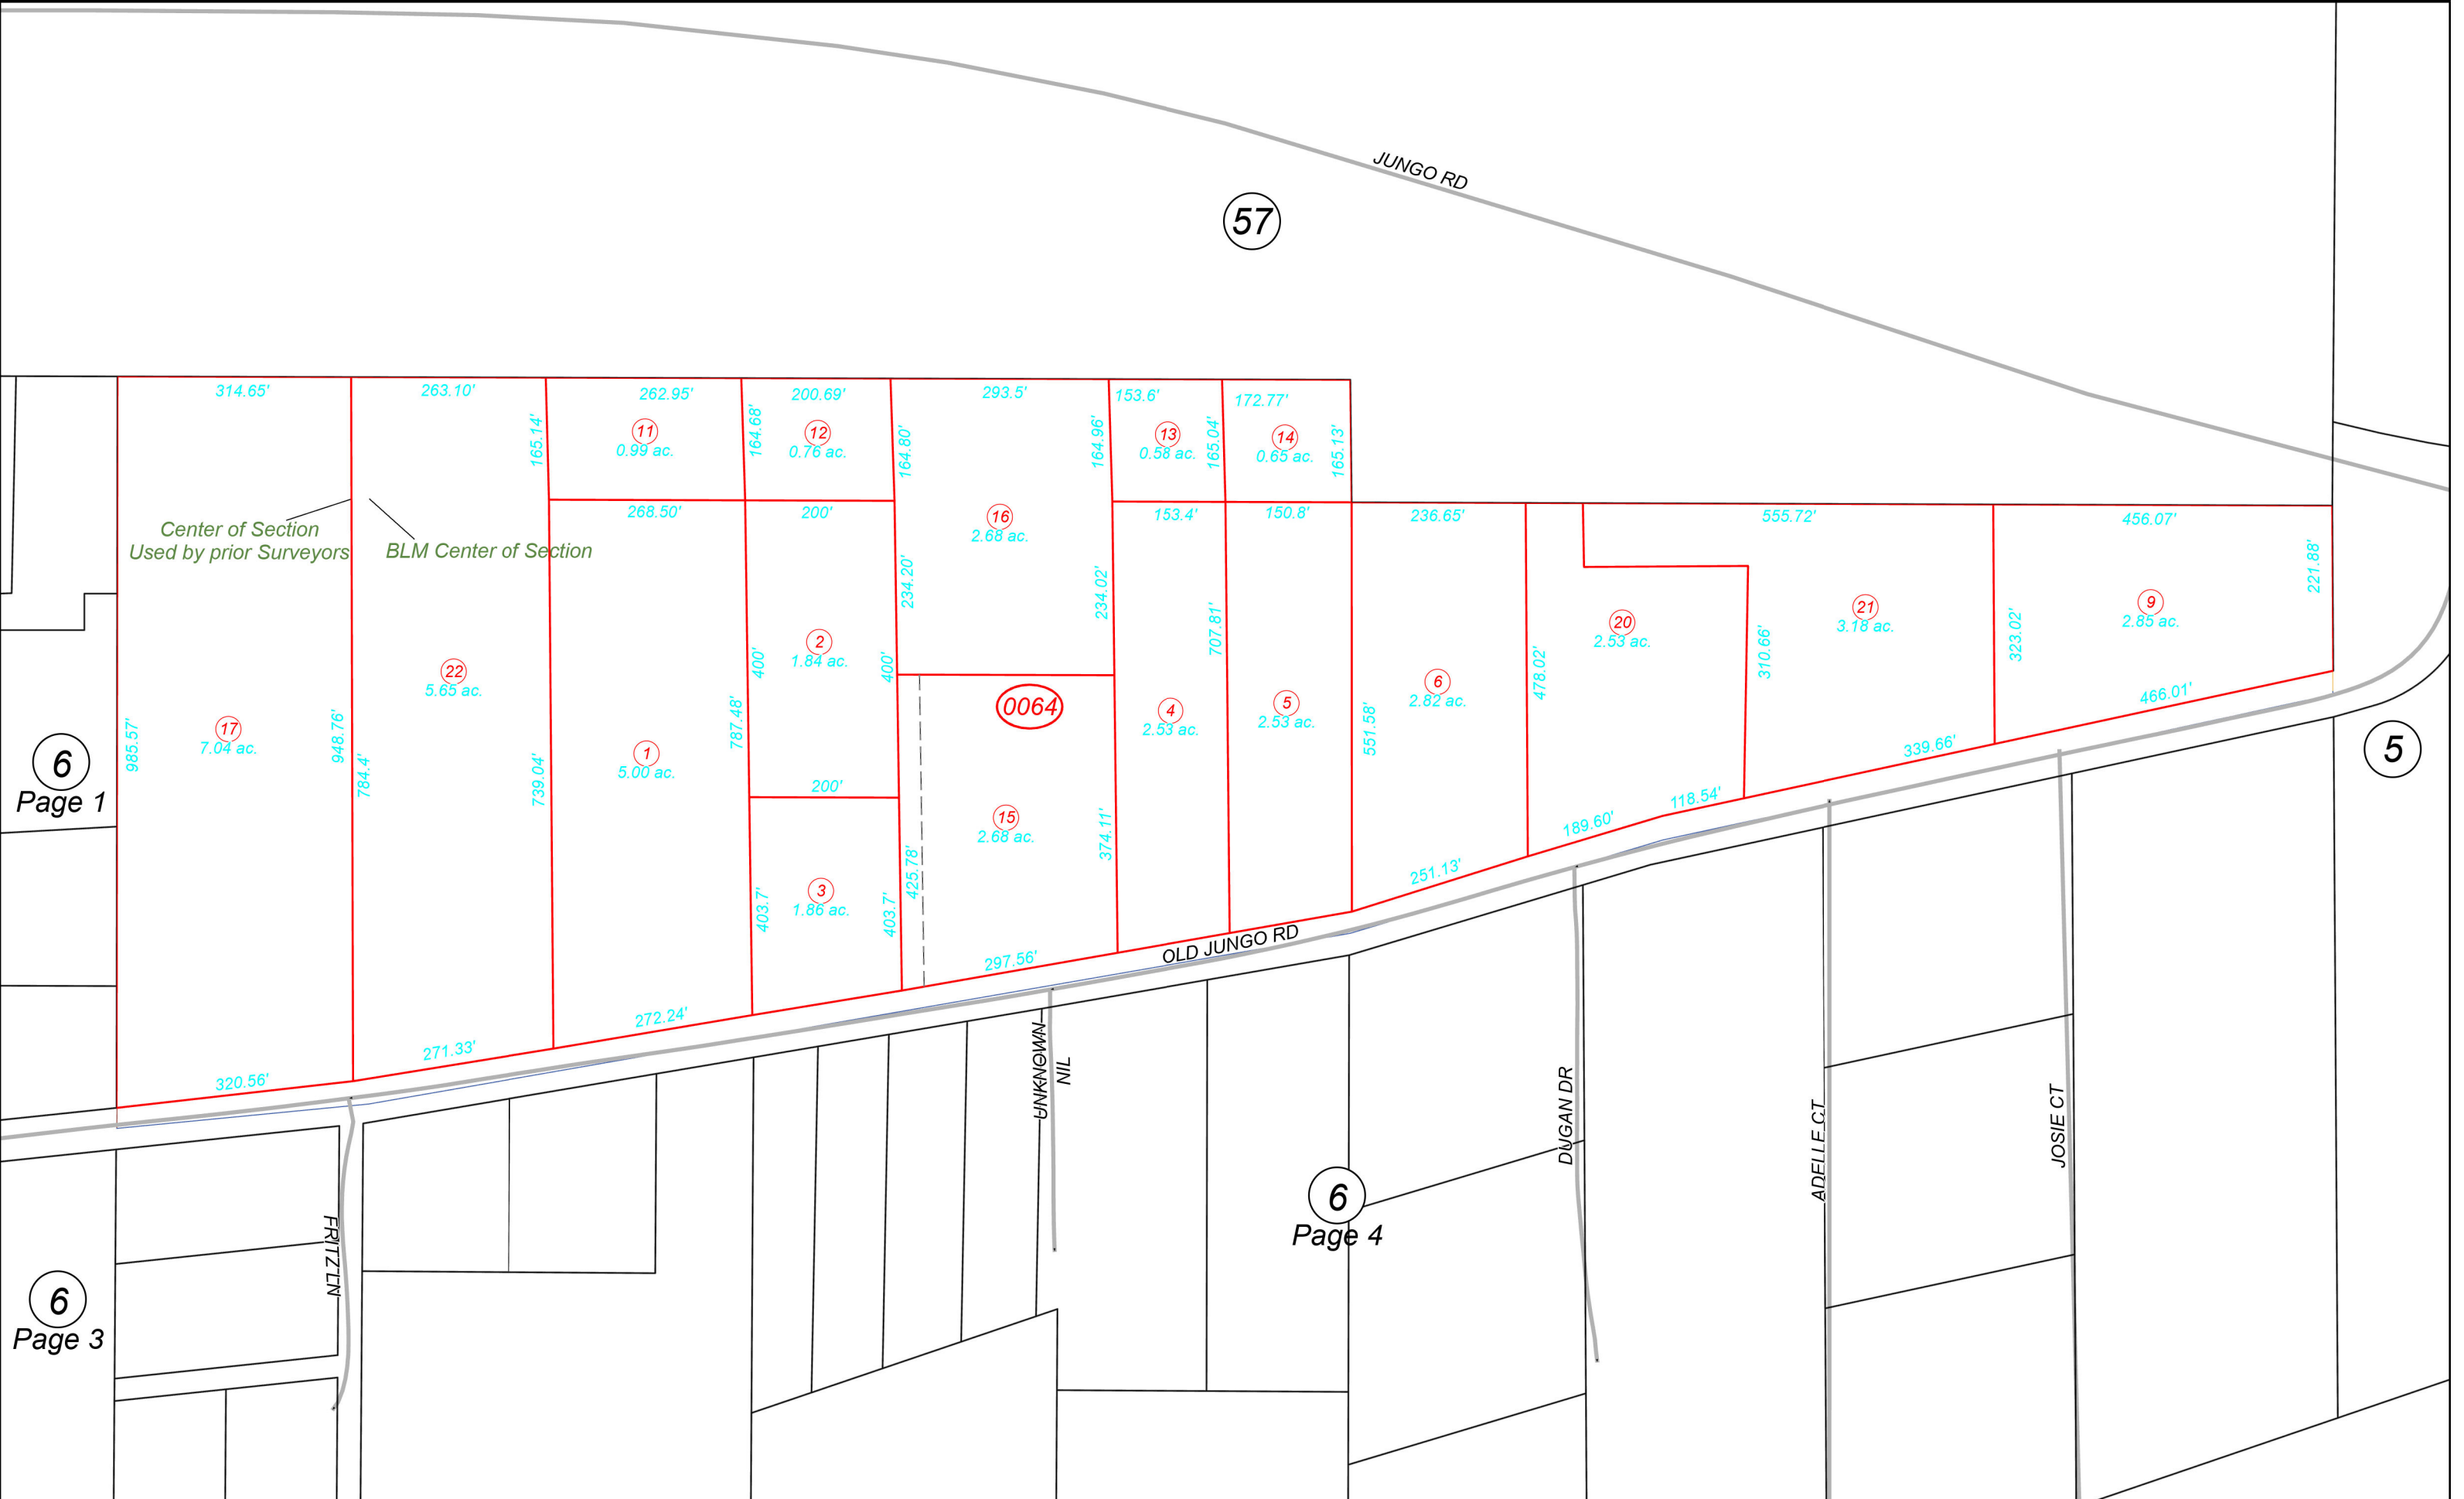 JUNGO RD
57
314.65'
263.10'
262.95'
200.69'
293.5'
153.6'
172.77'
165.14'
11
0.99 ac.
164.68'
12
0.76 ac.
164.80'
164.96'
13
0.58 ac.
165.04'
14
0.65 ac.
165.13'
Center of Section
Used by prior Surveyors
BLM Center of Section
268.50'
200'
16
2.68 ac.
153.4'
150.8'
236.65'
555.72'
456.07'
234.20'
234.02'
221.88'
17
7.04 ac.
22
5.65 ac.
1
5.00 ac.
2
1.84 ac.
400'
400'
0064
4
2.53 ac.
707.81'
5
2.53 ac.
6
2.82 ac.
20
2.53 ac.
21
3.18 ac.
9
2.85 ac.
985.57'
948.76'
784.4'
739.04'
787.48'
551.58'
478.02'
310.66'
323.02'
466.01'
339.66'
118.54'
189.60'
251.13'
6
Page 1
5
200'
15
2.68 ac.
374.11'
425.78'
3
1.86 ac.
403.7'
403.7'
297.56'
OLD JUNGO RD
272.24'
271.33'
320.56'
UNKNOWN
NIL
DUGAN DR
ADELLE CT
JOSIE CT
FRITZ LN
6
Page 4
6
Page 3